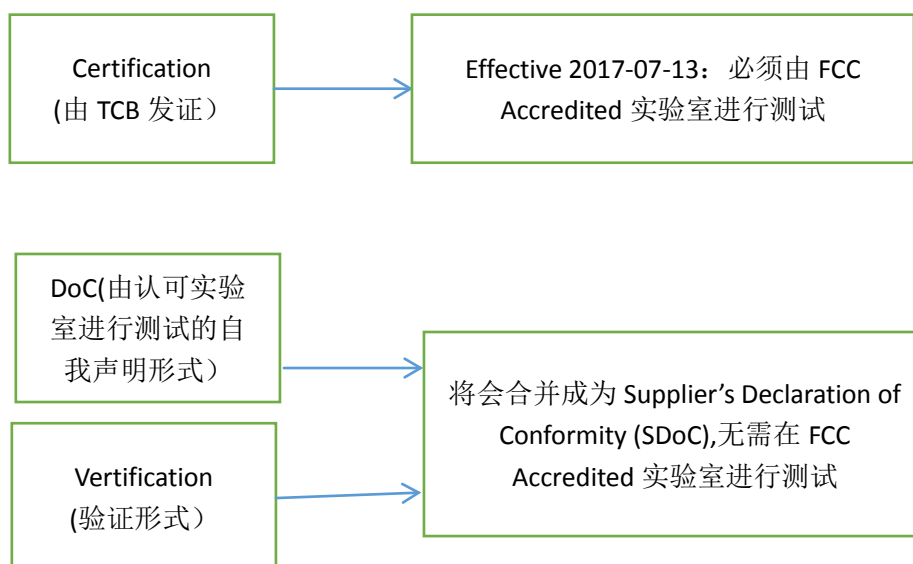 Certification
(由 TCB 发证）
Effective 2017-07-13：必须由 FCC
Accredited 实验室进行测试
DoC(由认可实验
室进行测试的自
我声明形式）
将会合并成为 Supplier’s Declaration of
Conformity (SDoC),无需在 FCC
Accredited 实验室进行测试
Vertification
(验证形式）